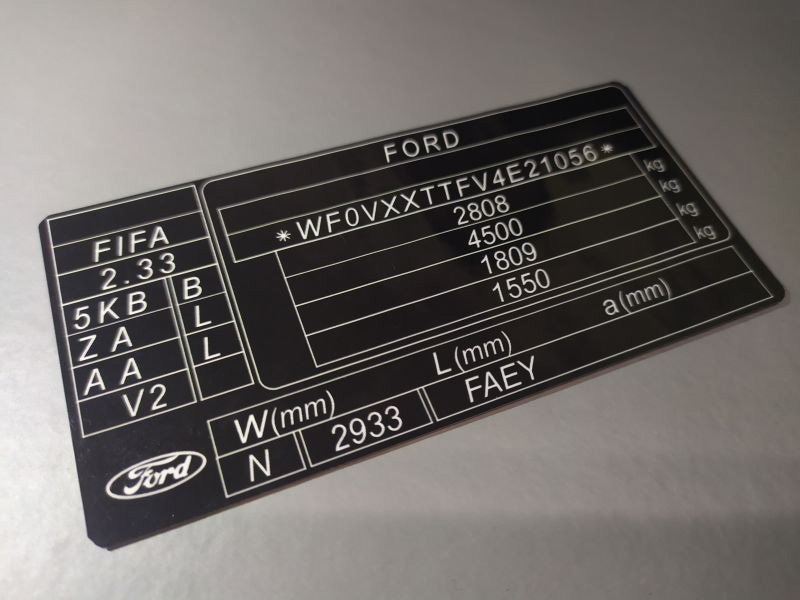 FORD
*WF0VXXTTFV4E21056*
2808 kg
4500 kg
1809 kg
1550 kg
FIFA
2.33
5KB B
ZA L
AA L
V2
W(mm) L(mm) a(mm)
N 2933 FAEY
Ford